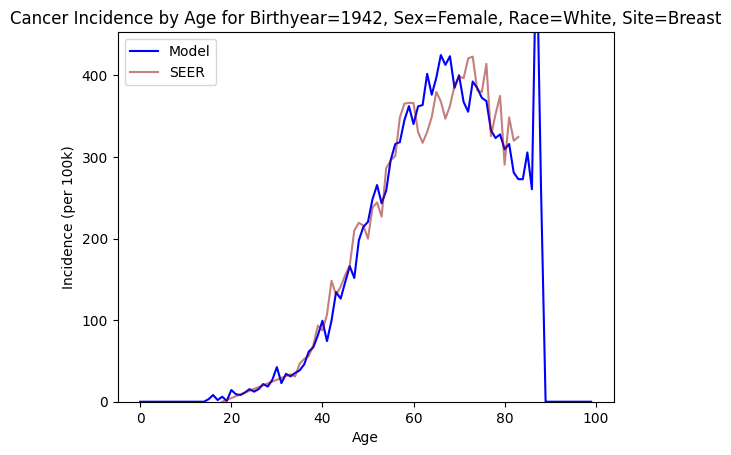 Cancer Incidence by Age for Birthyear=1942, Sex=Female, Race=White, Site=Breast
Model
SEER
Incidence (per 100k)
400
300
200
100
0
0 20 40 60 80 100
Age